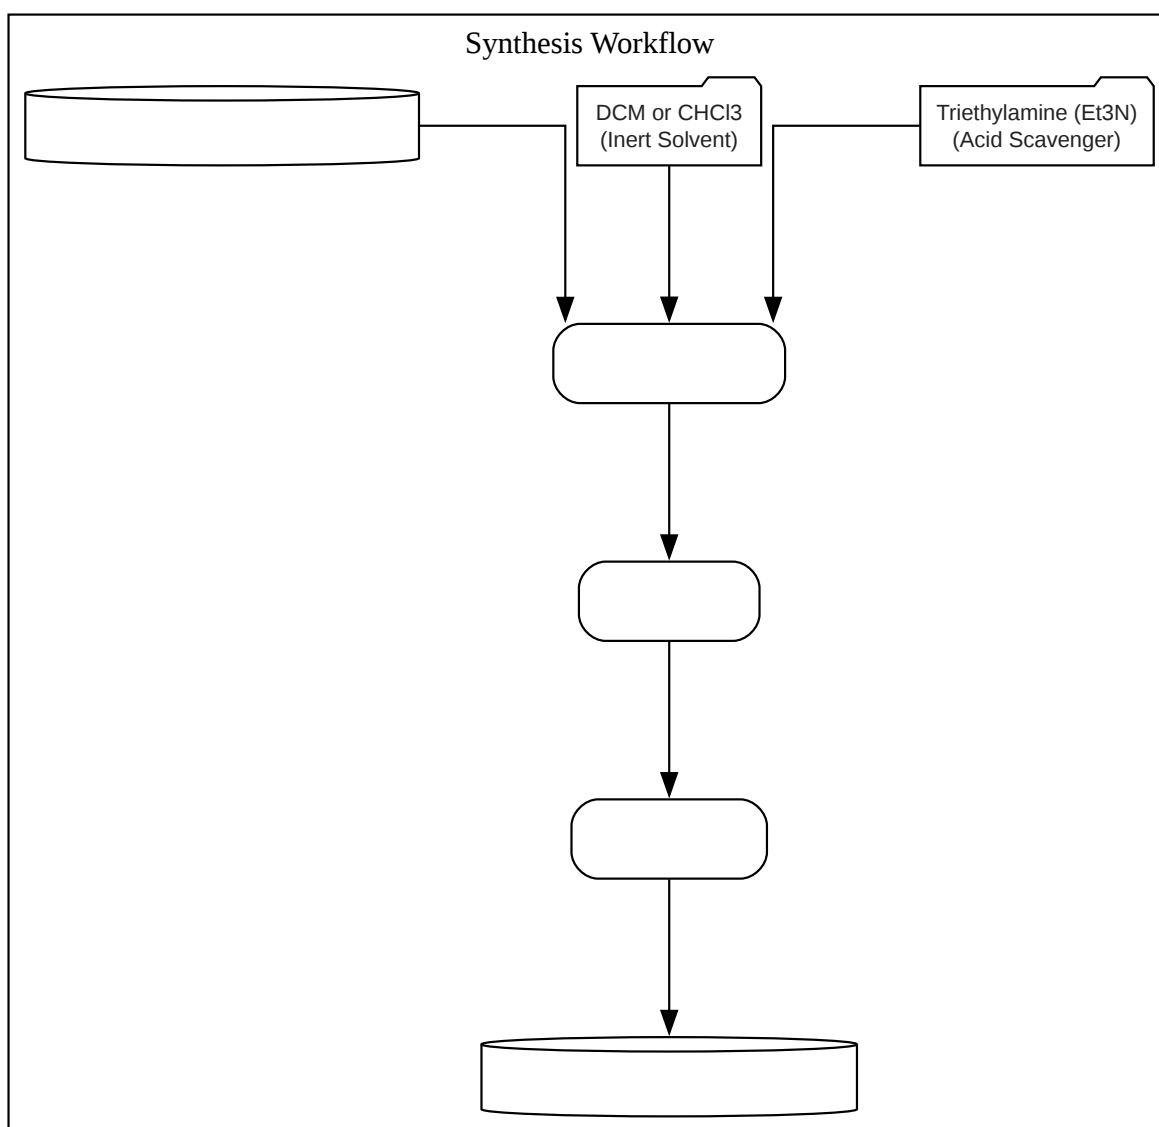 Synthesis Workflow
DCM or CHCl3
(Inert Solvent)
Triethylamine (Et3N)
(Acid Scavenger)